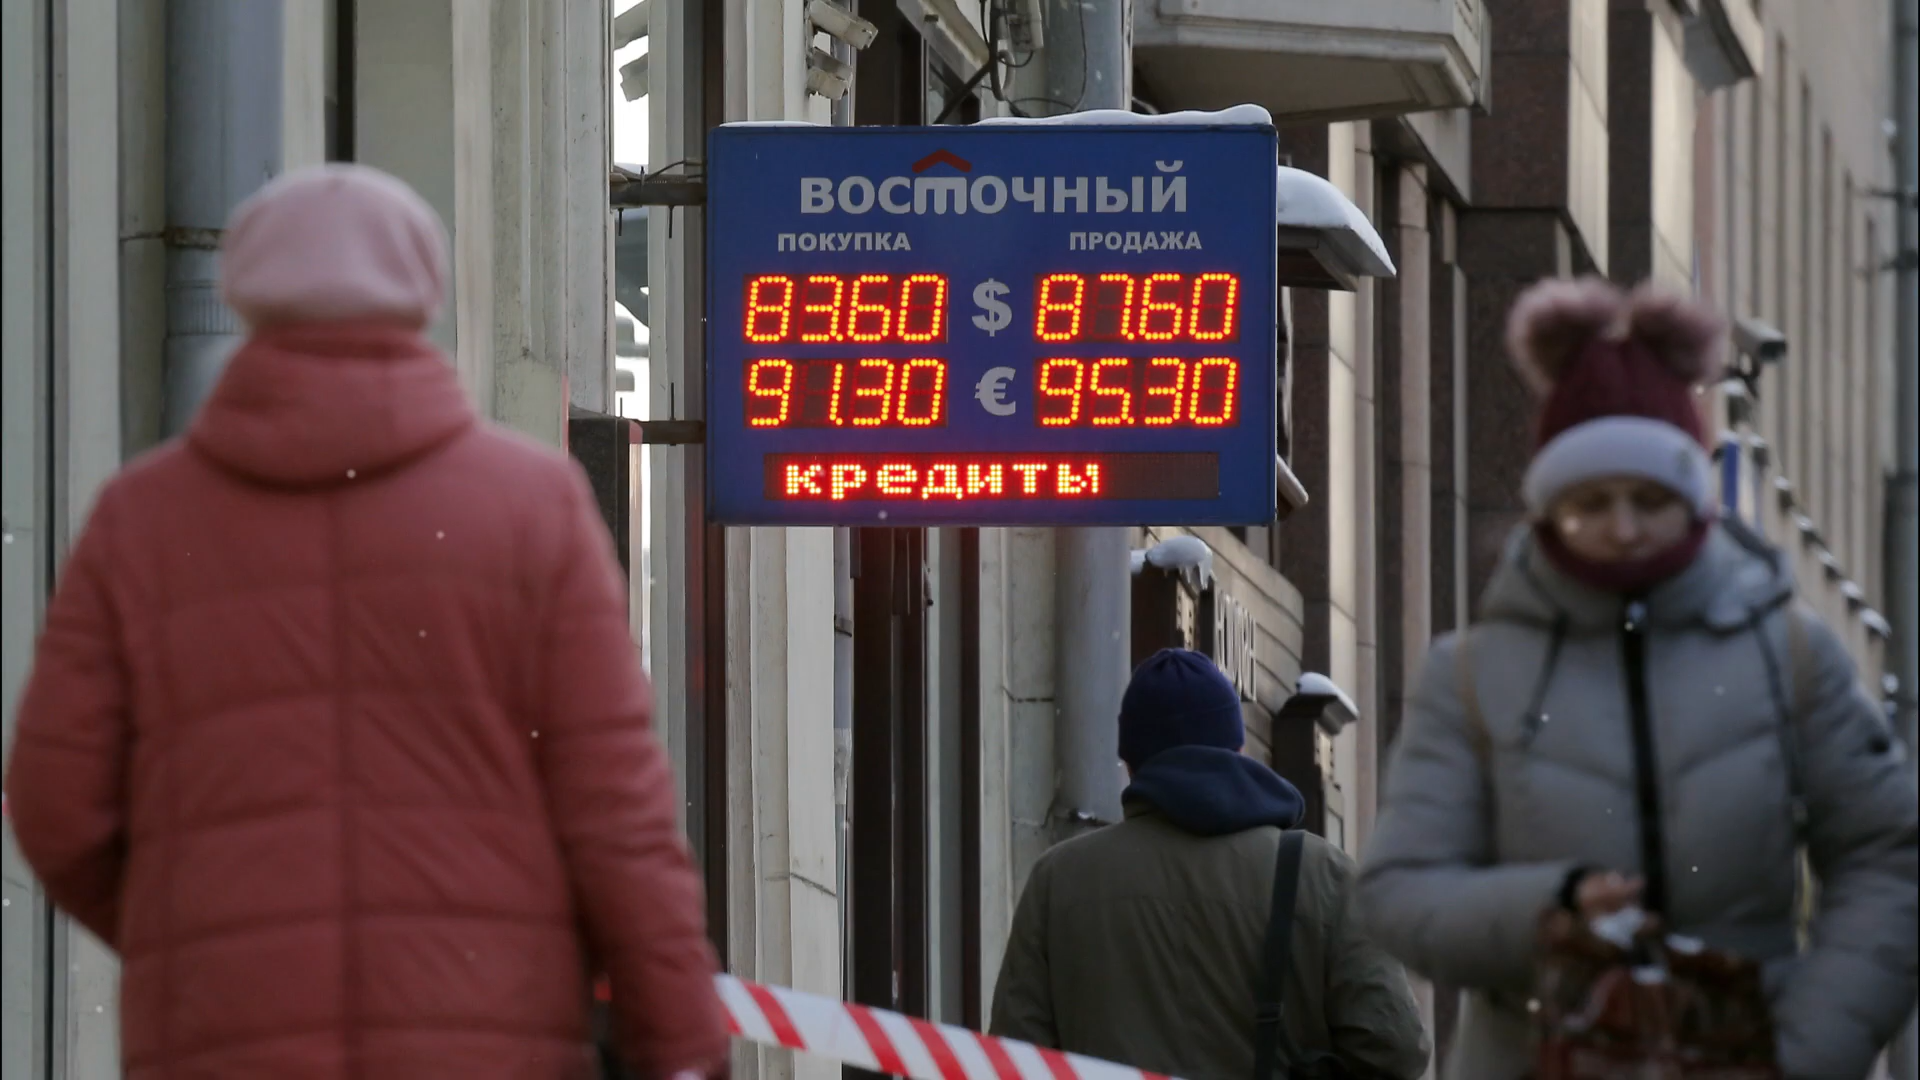 ВОСТОЧНЫЙ
ПОКУПКА ПРОДАЖА
83.60 $ 87.60
91.30 € 95.30
кредиты